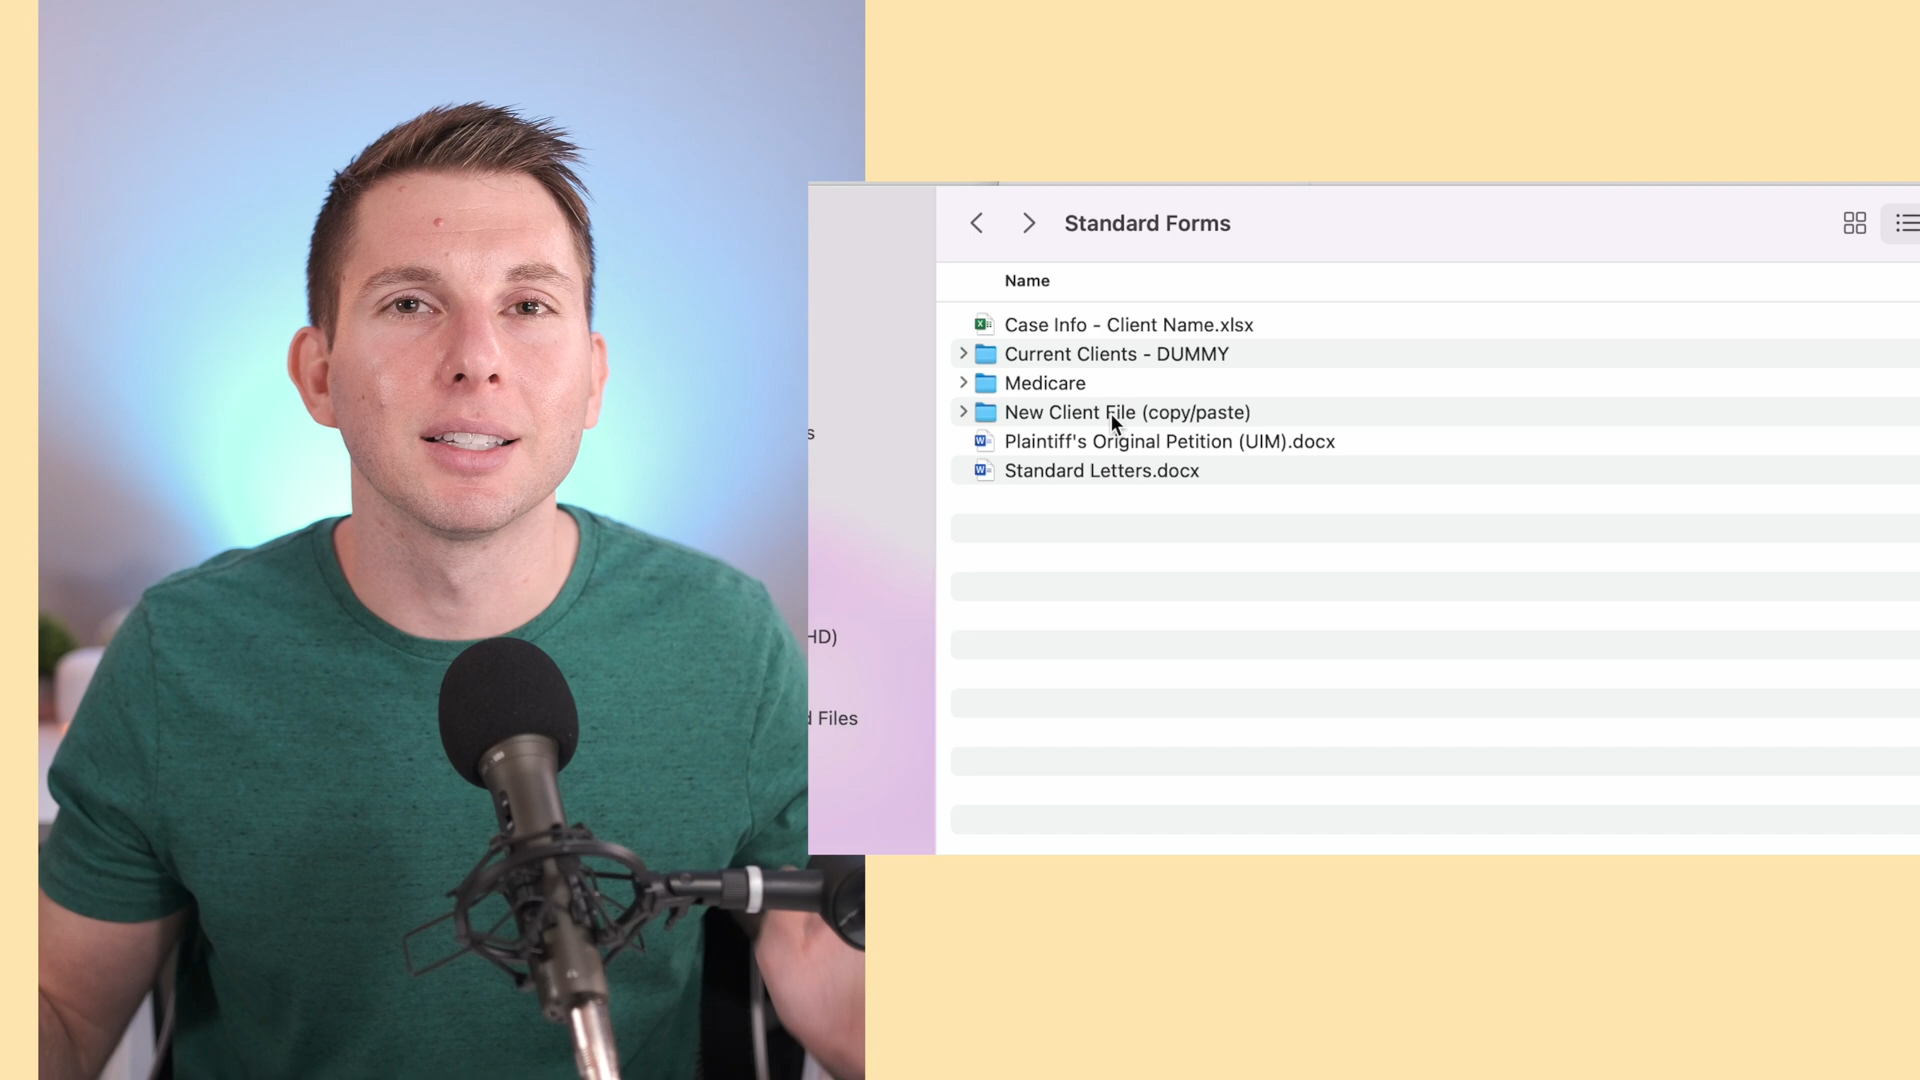 Standard Forms
Name
Case Info - Client Name.xlsx
Current Clients - DUMMY
Medicare
New Client File (copy/paste)
Plaintiff's Original Petition (UIM).docx
Standard Letters.docx
s
HD)
d Files